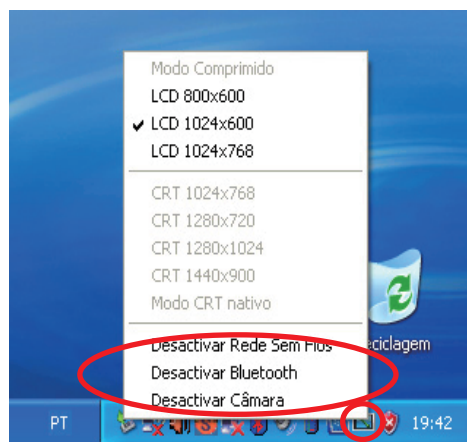 Modo Comprimido
LCD 800x600
LCD 1024x600
LCD 1024x768
CRT 1024x768
CRT 1280x720
CRT 1280x1024
CRT 1440x900
Modo CRT nativo
Desactivar Rede Sem Fios
eciclagem
Desactivar Bluetooth
Desactivar Câmara
PT
19:42